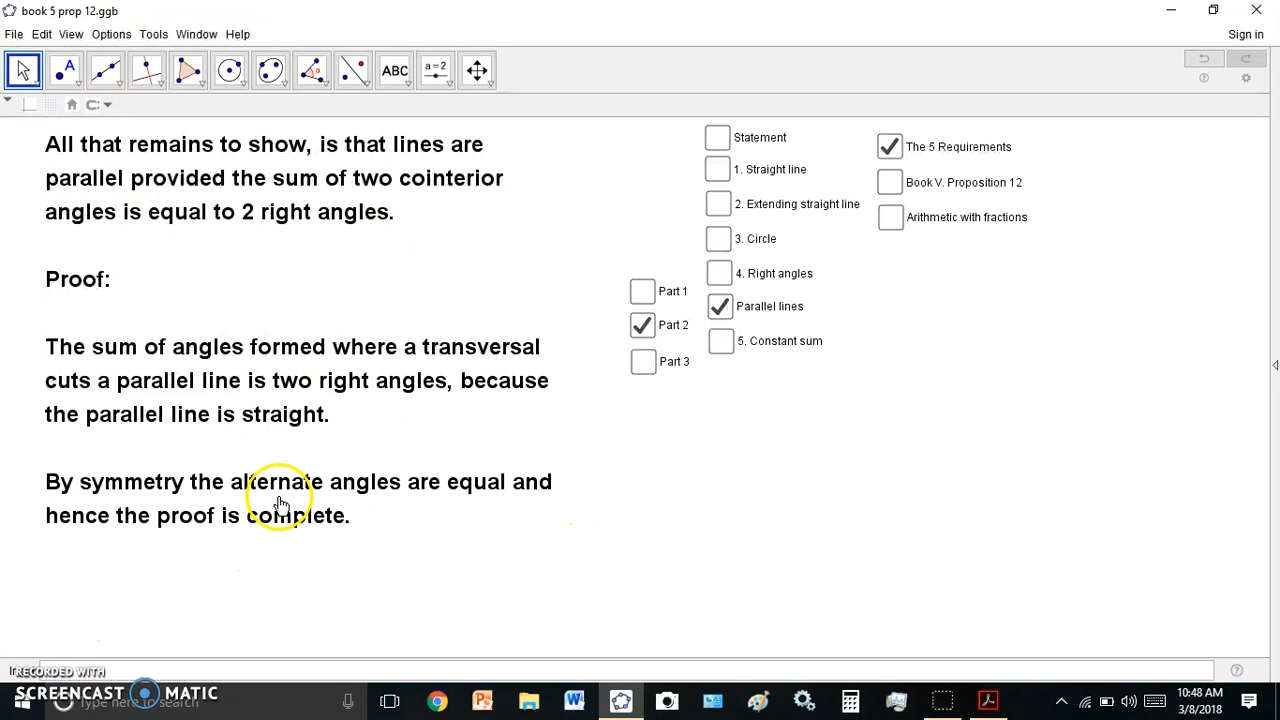 book 5 prop 12.ggb
File Edit View Options Tools Window Help
Sign in
ABC
a = 2
All that remains to show, is that lines are
parallel provided the sum of two cointerior
angles is equal to 2 right angles.
Proof:
The sum of angles formed where a transversal
cuts a parallel line is two right angles, because
the parallel line is straight.
By symmetry the alternate angles are equal and
hence the proof is complete.
Part 1
Part 2
Part 3
Statement
1. Straight line
2. Extending straight line
3. Circle
4. Right angles
Parallel lines
5. Constant sum
The 5 Requirements
Book V. Proposition 12
Arithmetic with fractions
RECORDED WITH
SCREENCAST MATIC
Type here to search
10:48 AM
3/8/2018